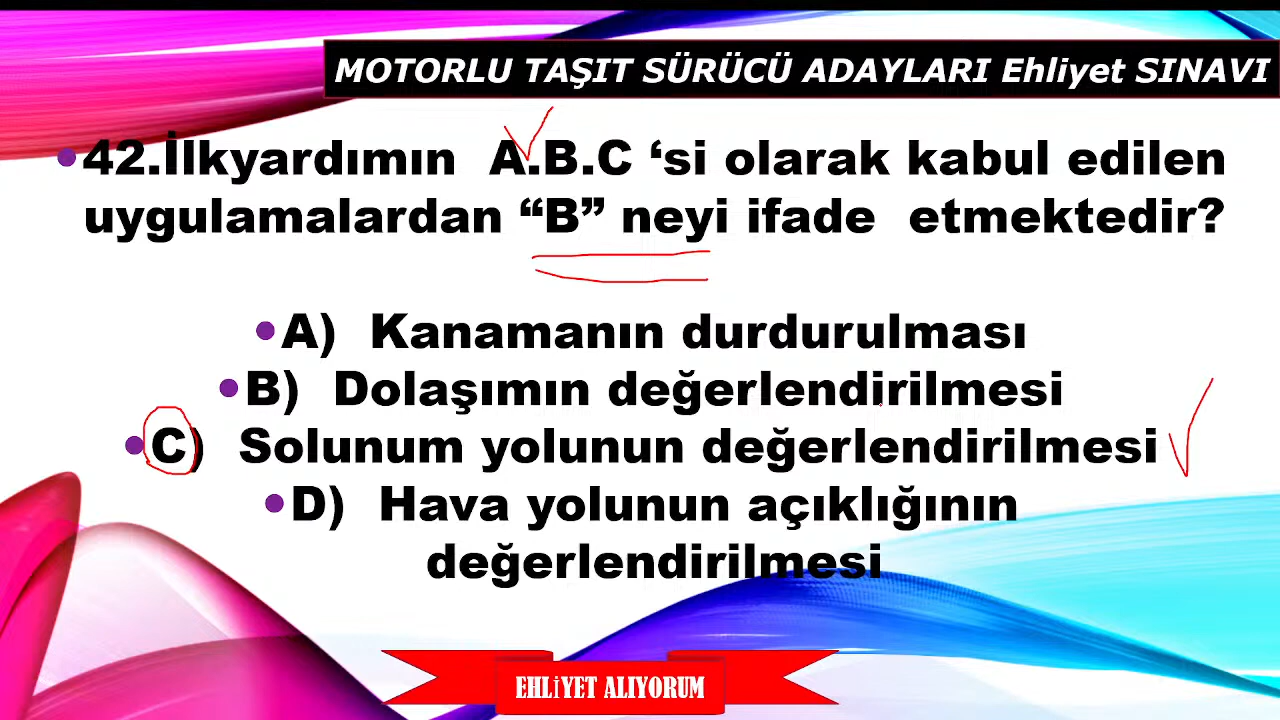 MOTORLU TAŞIT SÜRÜCÜ ADAYLARI Ehliyet SINAVI
42.İlkyardımın A.B.C ‘si olarak kabul edilen
uygulamalardan “B” neyi ifade etmektedir?
A) Kanamanın durdurulması
B) Dolaşımın değerlendirilmesi
C) Solunum yolunun değerlendirilmesi
D) Hava yolunun açıklığının
değerlendirilmesi
EHLİYET ALIYORUM